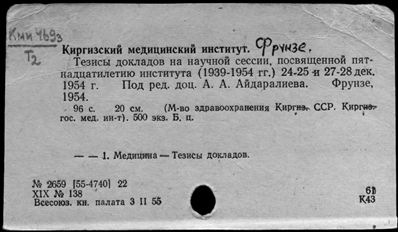 Кми 469з
Т2
Киргизский медицинский институт. Фрунзе.
Тезисы докладов на научной сессии, посвященной пят-
надцатилетию института (1939-1954 гг.) 24-25 и 27-28 дек.
1954 г. Под ред. доц. А. А. Айдаралиева. Фрунзе,
1954.
96 с. 20 см. (М-во здравоохранения Киргиз. ССР. Киргиз.
гос. мед. ин-т). 500 экз. Б. ц.
— — 1. Медицина — Тезисы докладов.
№ 2659 [55-4740] 22
XIX № 138
Всесоюз. кн. палата 3 II 55
61
К43